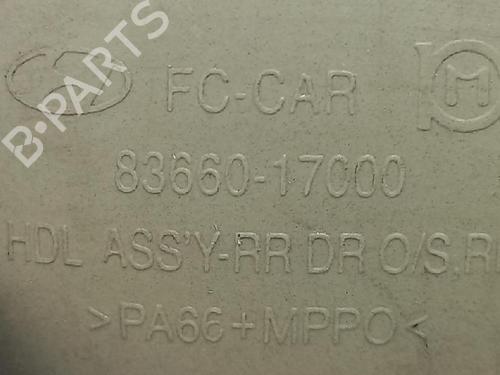 B-PARTS
FC-CAR
M
83660-17000
HDL ASS'Y-RR DR O/S,R
>PA66+MPPO<